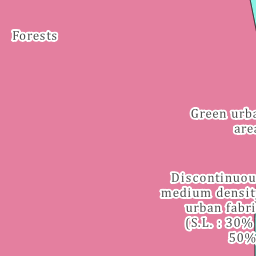 Forests
Green urba
area
Discontinuou
medium densit
urban fabri
(S.L. : 30%
50%